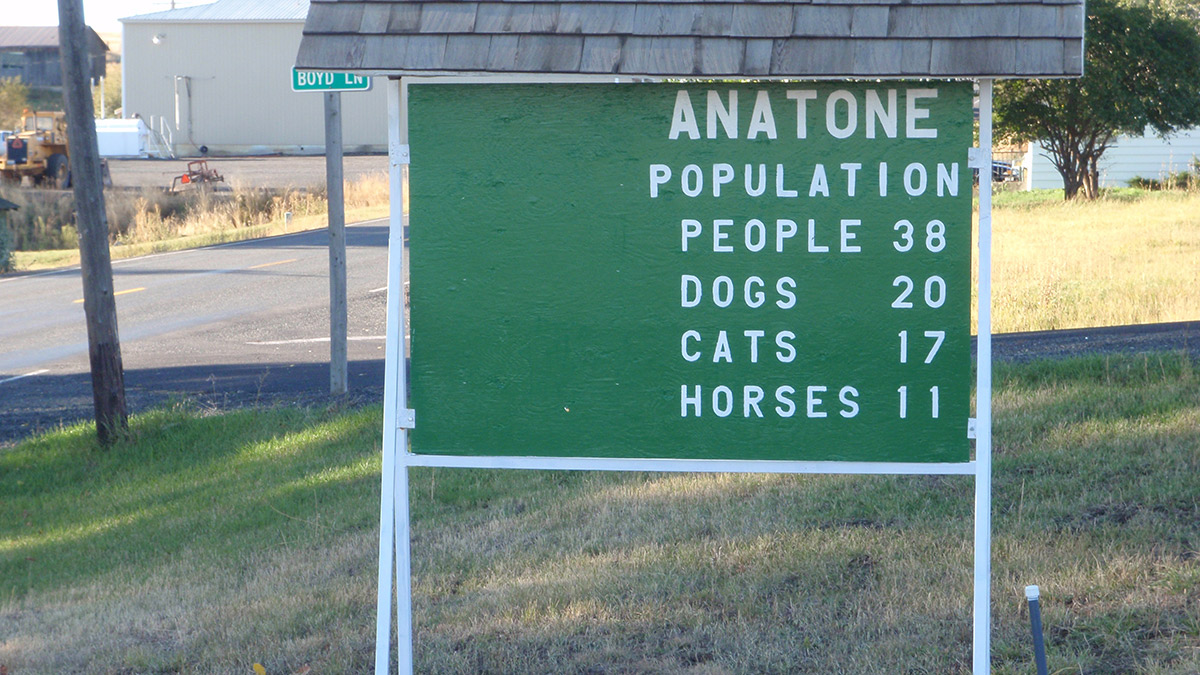 BOYD LN
ANATONE
POPULATION
PEOPLE 38
DOGS 20
CATS 17
HORSES 11